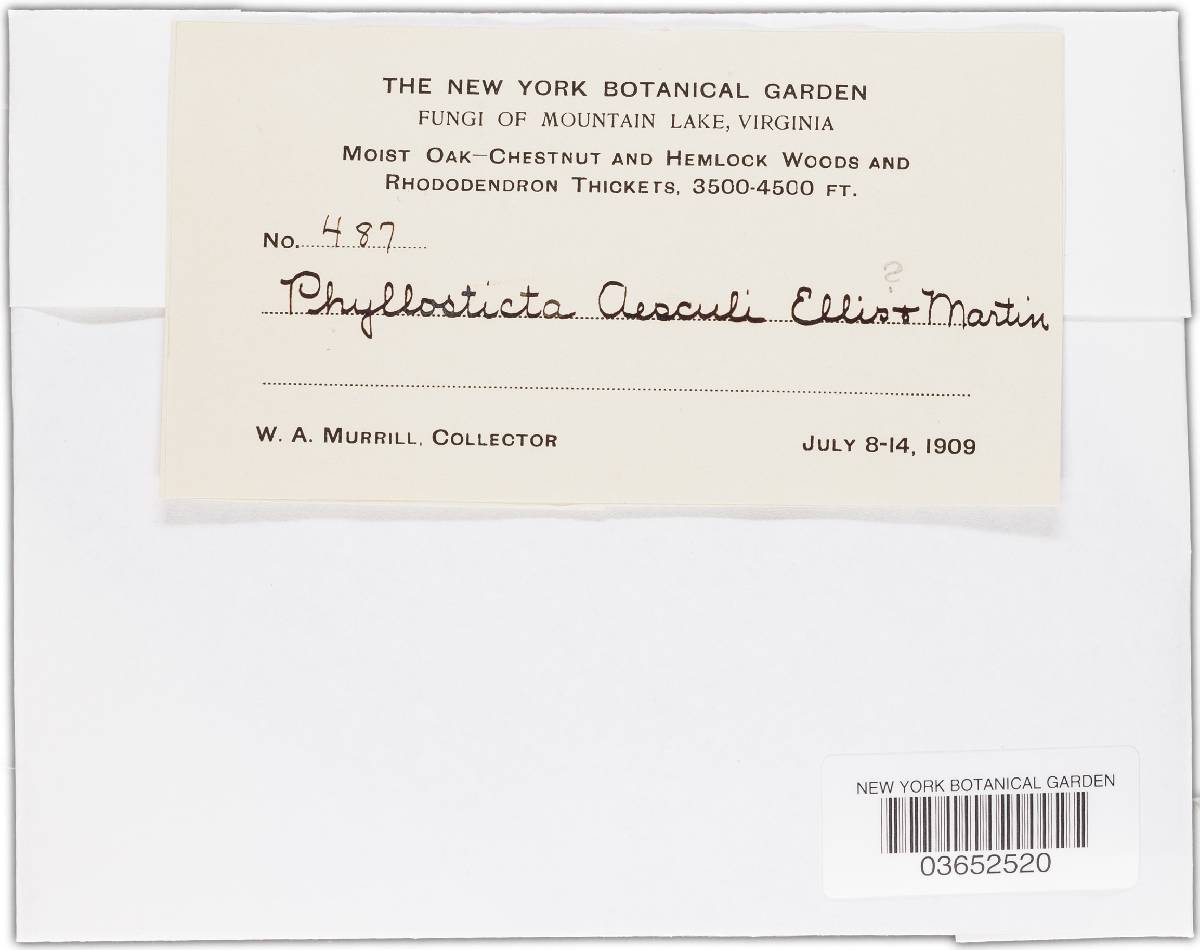 THE NEW YORK BOTANICAL GARDEN
FUNGI OF MOUNTAIN LAKE, VIRGINIA
MOIST OAK–CHESTNUT AND HEMLOCK WOODS AND
RHODODENDRON THICKETS, 3500-4500 FT.
No. 487
?
Phyllosticta Aesculi Ellis & Martin
W. A. MURRILL, COLLECTOR JULY 8-14, 1909
NEW YORK BOTANICAL GARDEN
03652520